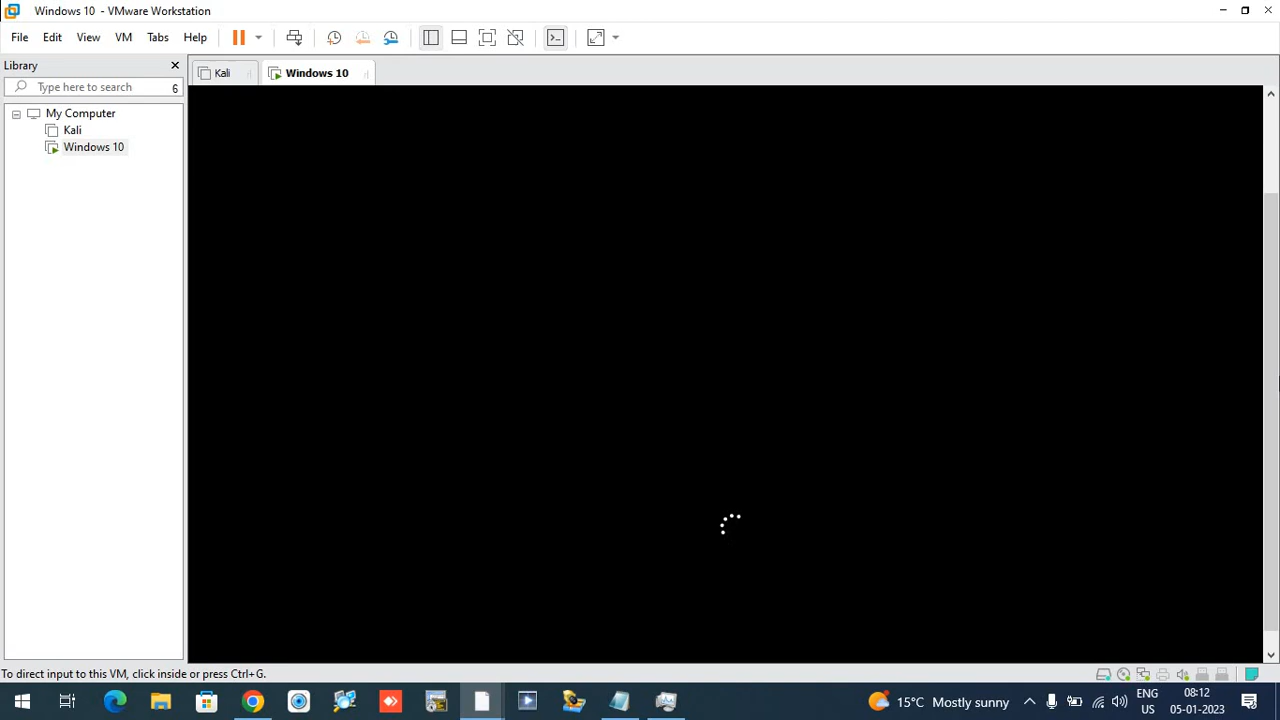 Windows 10 - VMware Workstation
File Edit View VM Tabs Help
Library
Kali Windows 10
Type here to search
My Computer
Kali
Windows 10
To direct input to this VM, click inside or press Ctrl+G.
15°C Mostly sunny
ENG
US
08:12
05-01-2023